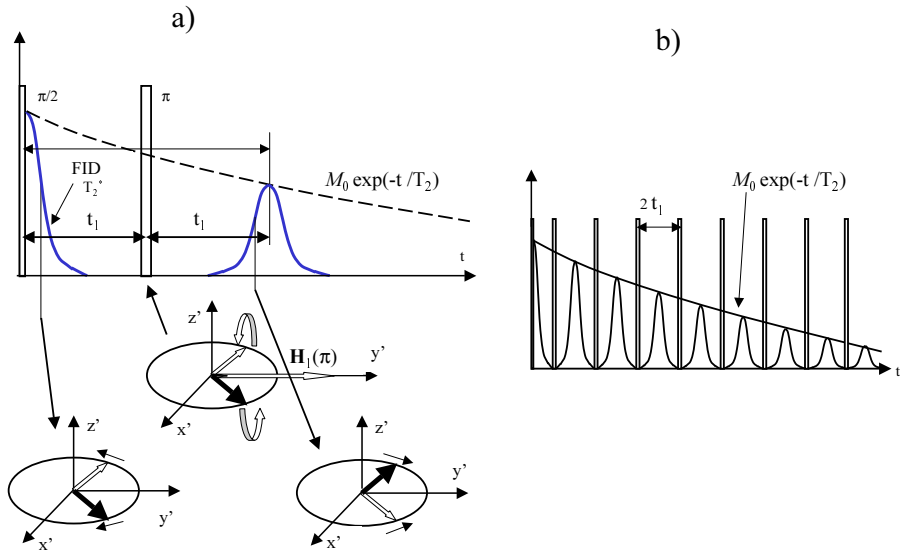 a)
b)
π/2
π
FID
T₂*
M₀ exp(-t /T₂)
t₁
t₁
t
2 t₁
M₀ exp(-t /T₂)
t
z'
H₁(π)
y'
x'
z'
y'
x'
z'
y'
x'